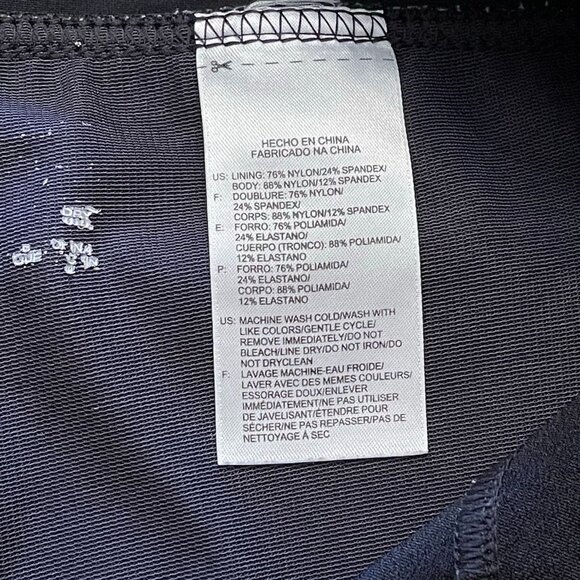 HECHO EN CHINA
FABRICADO NA CHINA
US: LINING: 76% NYLON/24% SPANDEX/
BODY: 88% NYLON/12% SPANDEX
F: DOUBLURE: 76% NYLON/
24% SPANDEX/
CORPS: 88% NYLON/12% SPANDEX
E: FORRO: 76% POLIAMIDA/
24% ELASTANO/
CUERPO (TRONCO): 88% POLIAMIDA/
12% ELASTANO
P: FORRO: 76% POLIAMIDA/
24% ELASTANO/
CORPO: 88% POLIAMIDA/
12% ELASTANO
US: MACHINE WASH COLD/WASH WITH
LIKE COLORS/GENTLE CYCLE/
REMOVE IMMEDIATELY/DO NOT
BLEACH/LINE DRY/DO NOT IRON/DO
NOT DRYCLEAN
F: LAVAGE MACHINE-EAU FROIDE/
LAVER AVEC DES MEMES COULEURS/
ESSORAGE DOUX/ENLEVER
IMMÉDIATEMENT/NE PAS UTILISER
DE JAVELISANT/ÉTENDRE POUR
SÉCHER/NE PAS REPASSER/PAS DE
NETTOYAGE À SEC